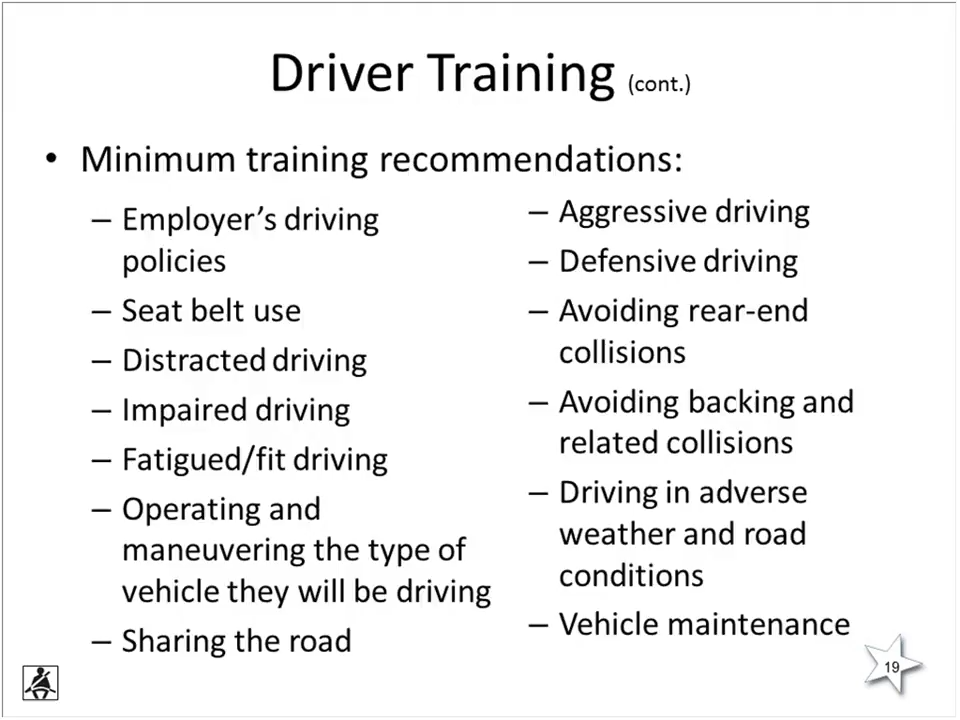 Driver Training (cont.)
• Minimum training recommendations:
– Employer’s driving
policies
– Seat belt use
– Distracted driving
– Impaired driving
– Fatigued/fit driving
– Operating and
maneuvering the type of
vehicle they will be driving
– Sharing the road
– Aggressive driving
– Defensive driving
– Avoiding rear-end
collisions
– Avoiding backing and
related collisions
– Driving in adverse
weather and road
conditions
– Vehicle maintenance
19